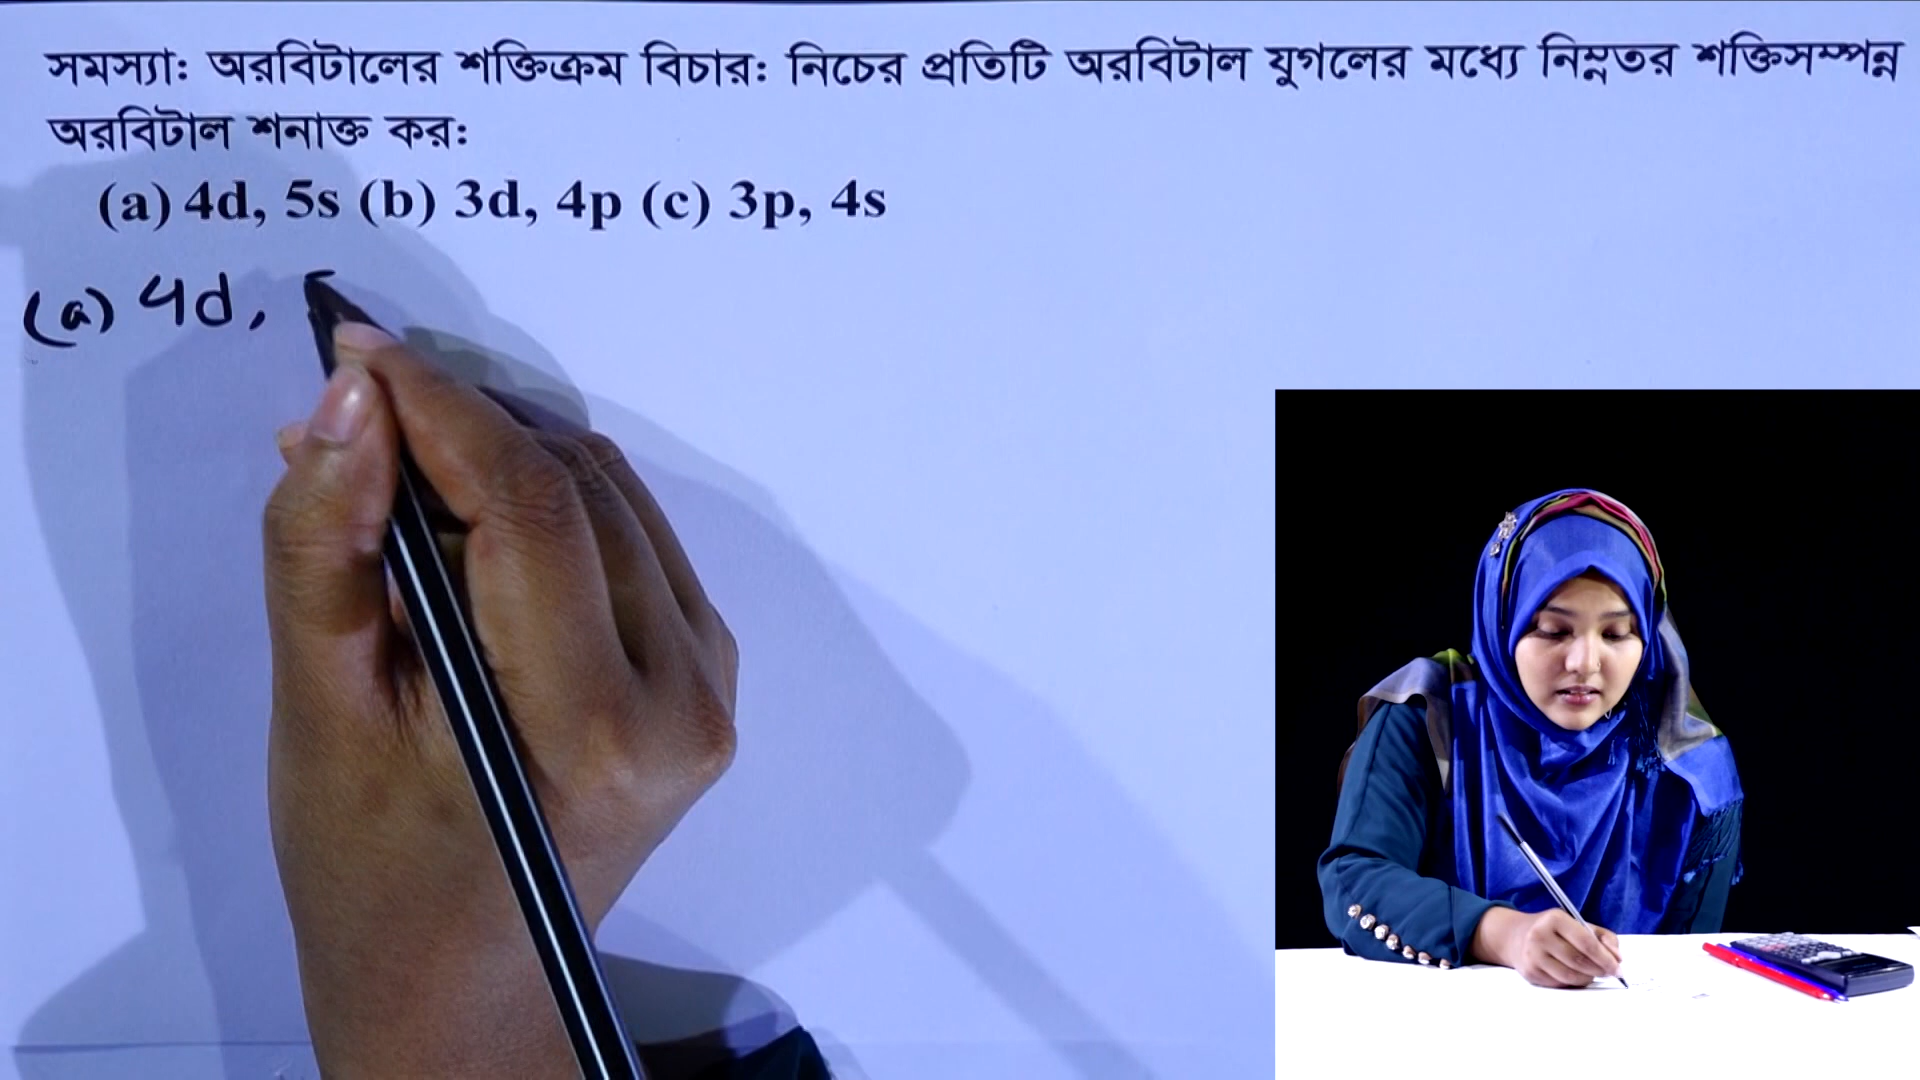 সমস্যা: অরবিটালের শক্তিক্রম বিচার: নিচের প্রতিটি অরবিটাল যুগলের মধ্যে নিম্নতর শক্তিসম্পন্ন
অরবিটাল শনাক্ত কর:
(a) 4d, 5s (b) 3d, 4p (c) 3p, 4s
(a) 4d,